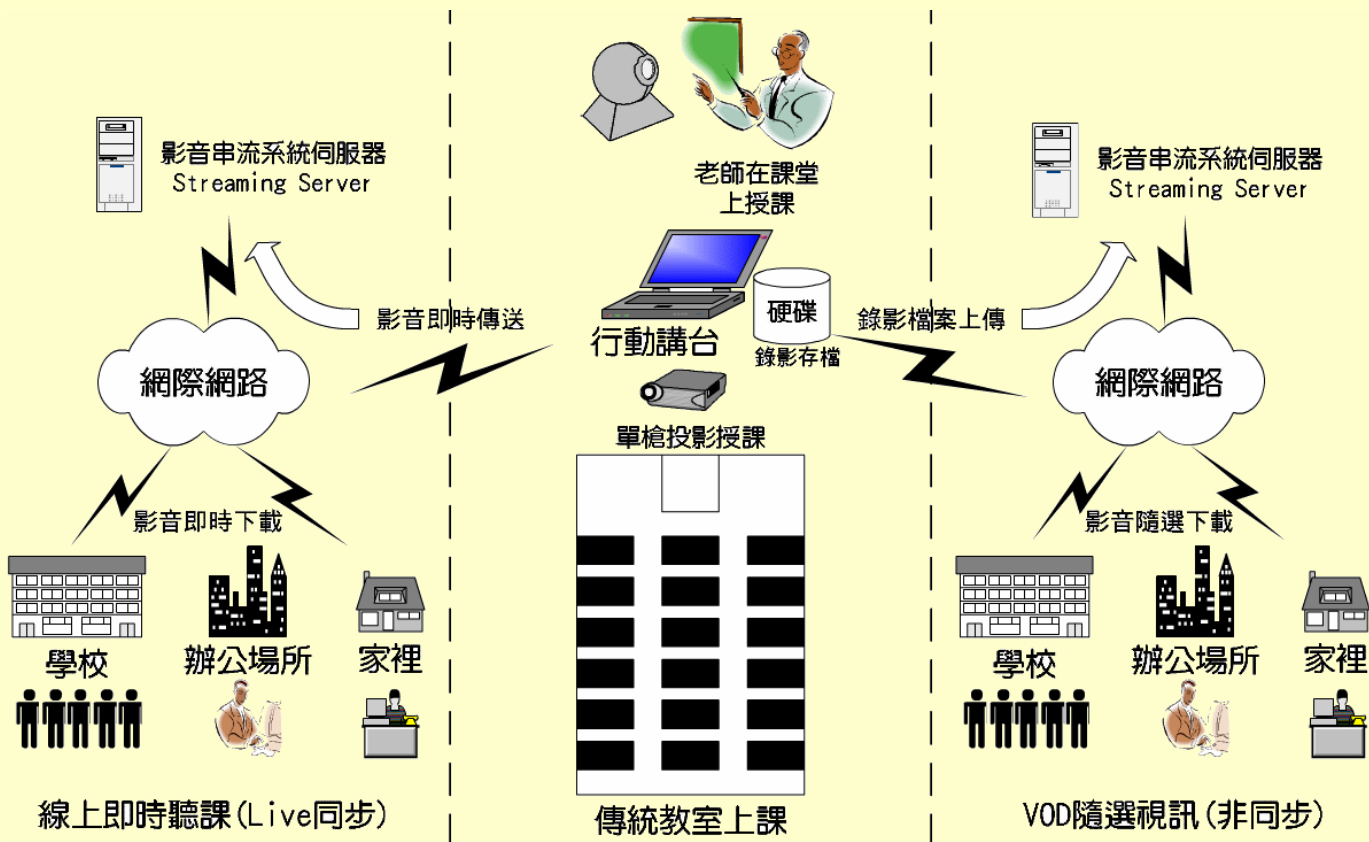 影音串流系統伺服器
Streaming Server
影音即時傳送
網際網路
影音即時下載
學校
辦公場所
家裡
線上即時聽課(Live同步)
老師在課堂
上授課
硬碟
行動講台
錄影存檔
單槍投影授課
傳統教室上課
影音串流系統伺服器
Streaming Server
錄影檔案上傳
網際網路
影音隨選下載
學校
辦公場所
家裡
VOD隨選視訊(非同步)